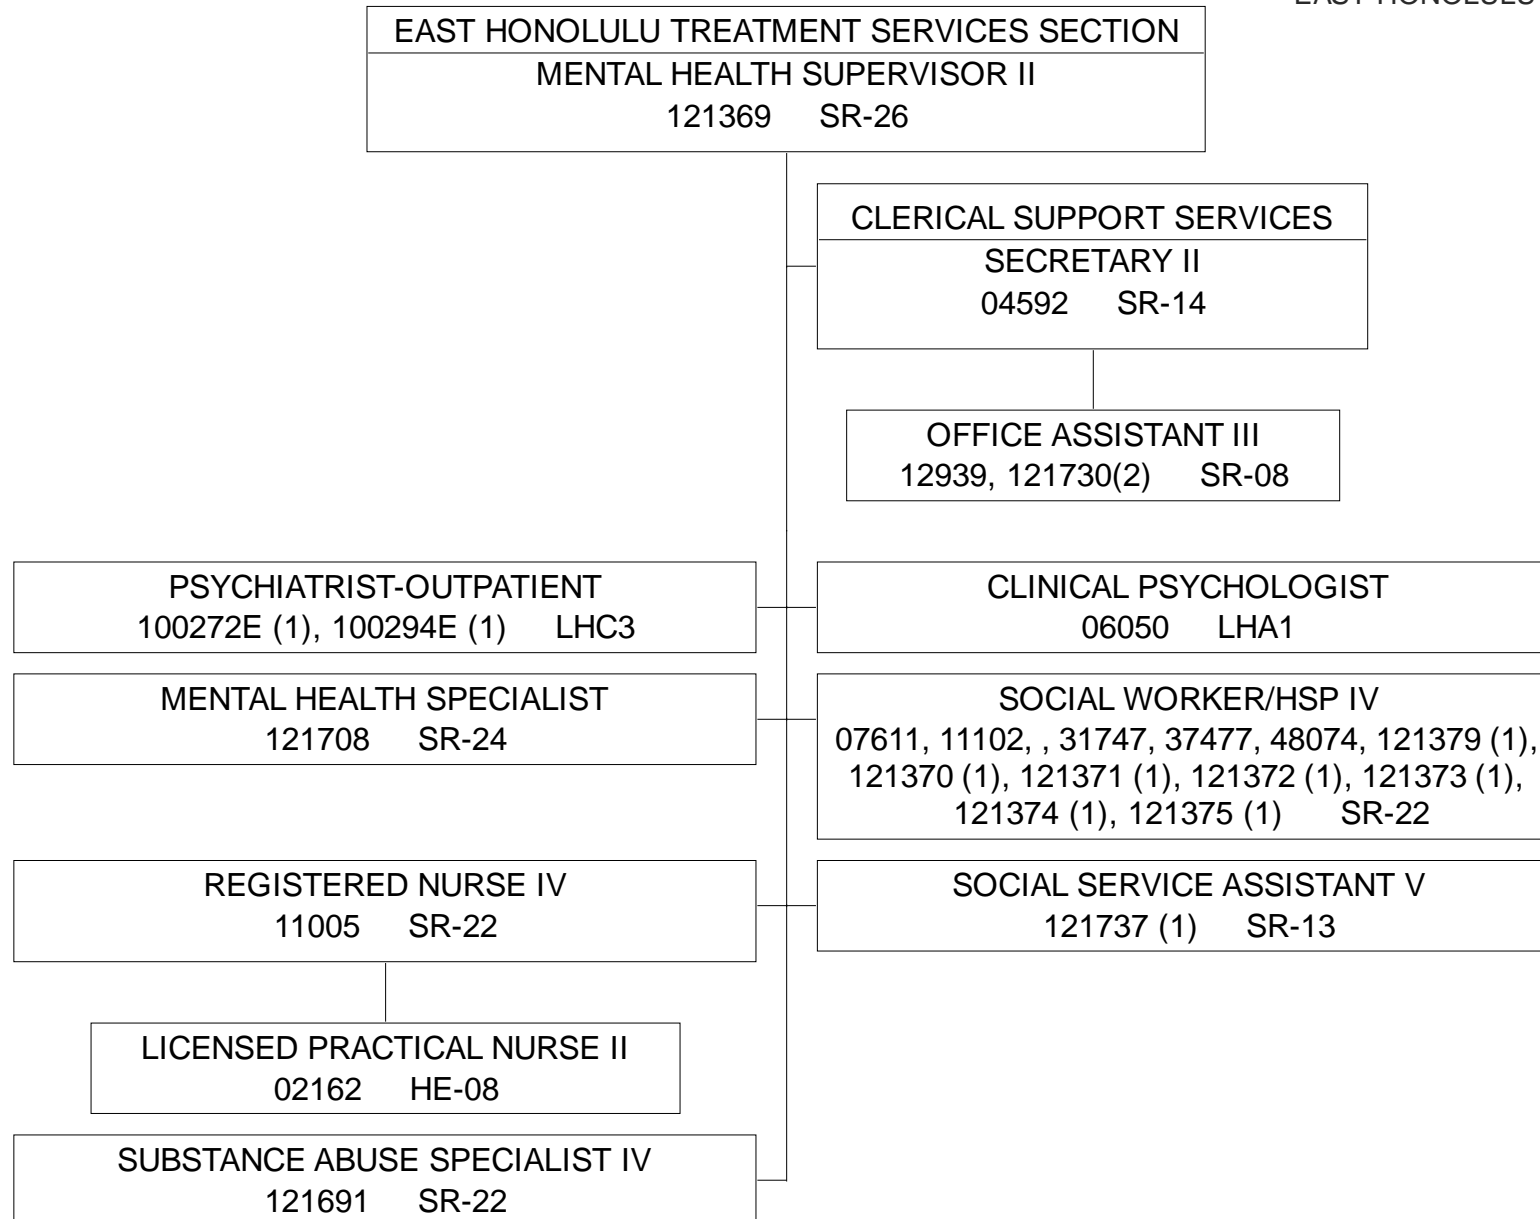 EAST HONOLULU
EAST HONOLULU TREATMENT SERVICES SECTION
MENTAL HEALTH SUPERVISOR II
121369 SR-26
CLERICAL SUPPORT SERVICES
SECRETARY II
04592 SR-14
OFFICE ASSISTANT III
12939, 121730(2) SR-08
PSYCHIATRIST-OUTPATIENT
100272E (1), 100294E (1) LHC3
CLINICAL PSYCHOLOGIST
06050 LHA1
MENTAL HEALTH SPECIALIST
121708 SR-24
SOCIAL WORKER/HSP IV
07611, 11102, , 31747, 37477, 48074, 121379 (1),
121370 (1), 121371 (1), 121372 (1), 121373 (1),
121374 (1), 121375 (1) SR-22
REGISTERED NURSE IV
11005 SR-22
SOCIAL SERVICE ASSISTANT V
121737 (1) SR-13
LICENSED PRACTICAL NURSE II
02162 HE-08
SUBSTANCE ABUSE SPECIALIST IV
121691 SR-22